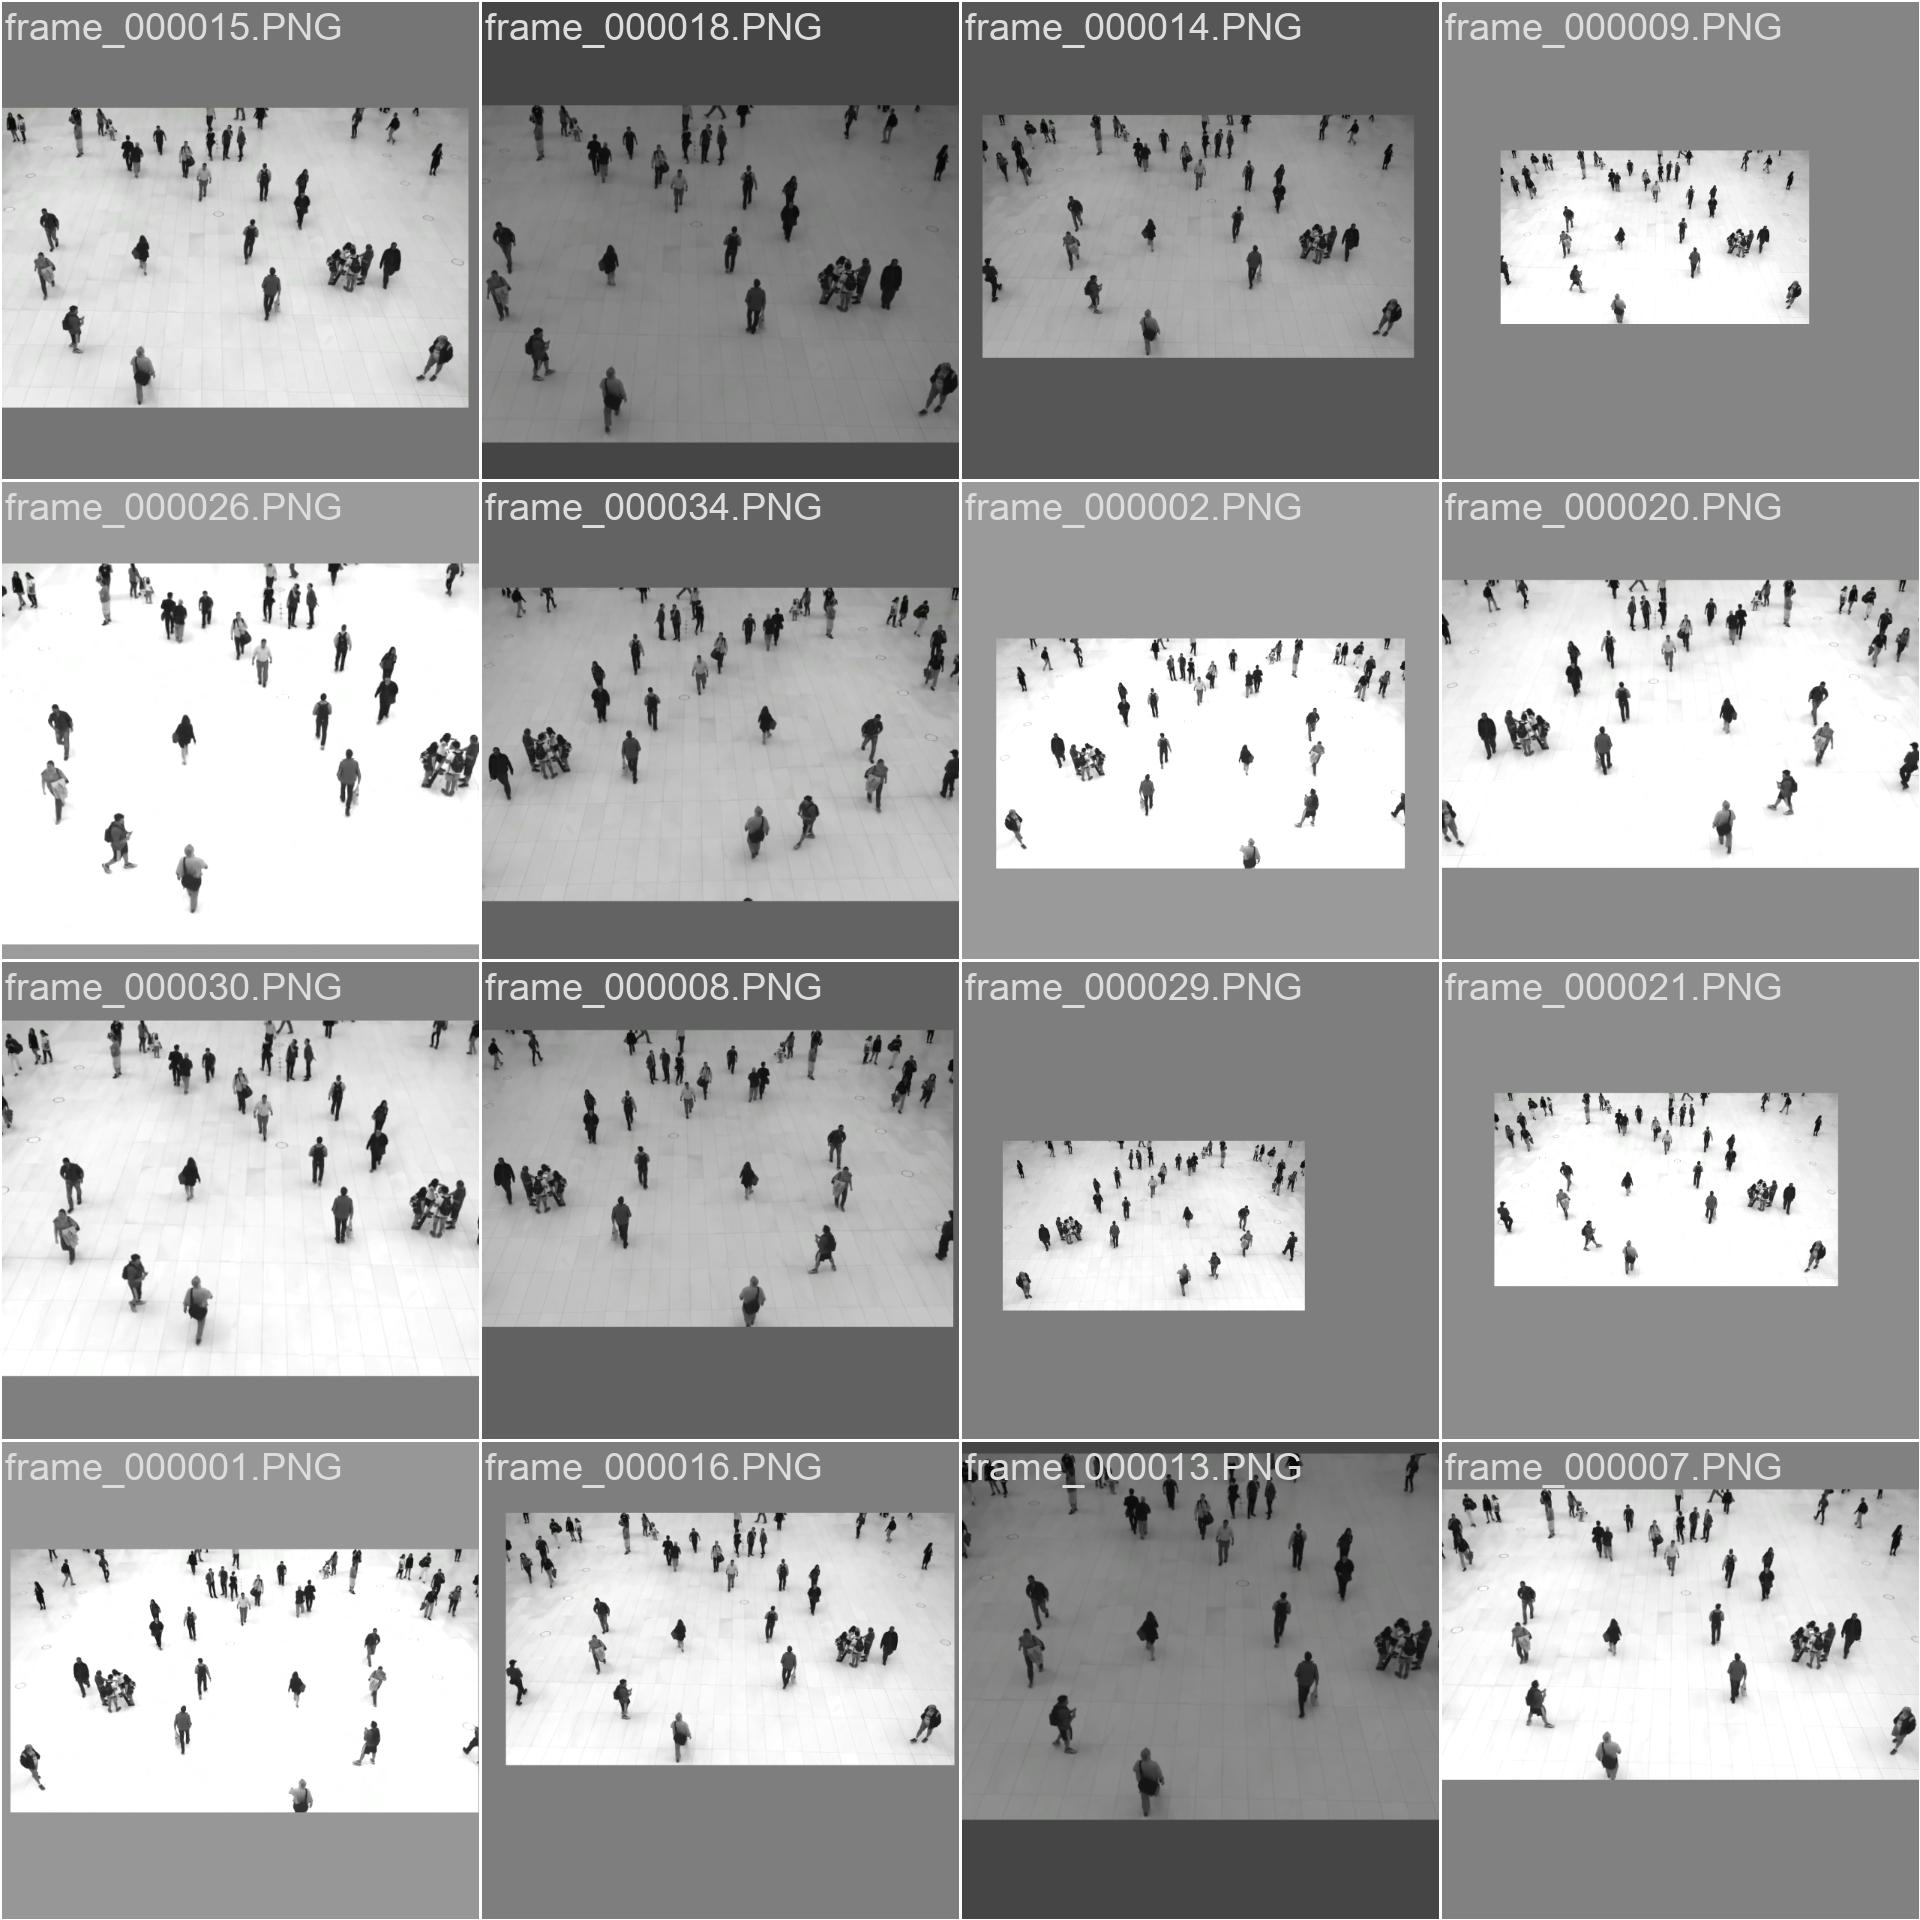 frame_000015.PNG
frame_000018.PNG
frame_000014.PNG
frame_000009.PNG
frame_000026.PNG
frame_000034.PNG
frame_000002.PNG
frame_000020.PNG
frame_000030.PNG
frame_000008.PNG
frame_000029.PNG
frame_000021.PNG
frame_000001.PNG
frame_000016.PNG
frame_000013.PNG
frame_000007.PNG